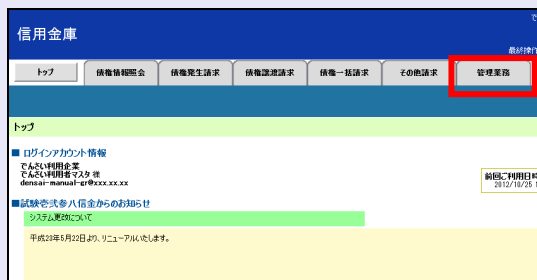 で
信用金庫
最終操作
トップ 債権情報照会 債権発生請求 債権譲渡請求 債権一括請求 その他請求 管理業務
トップ
■ ログインアカウント情報
でんさい利用企業
でんさい利用者マスタ 様
densai-manual-gr@xxx.xx.xx
前回ご利用日時
2012/10/25 1
■試験壱弐参八信金からのお知らせ
システム更改について
平成23年5月22日より、リニューアルいたします。